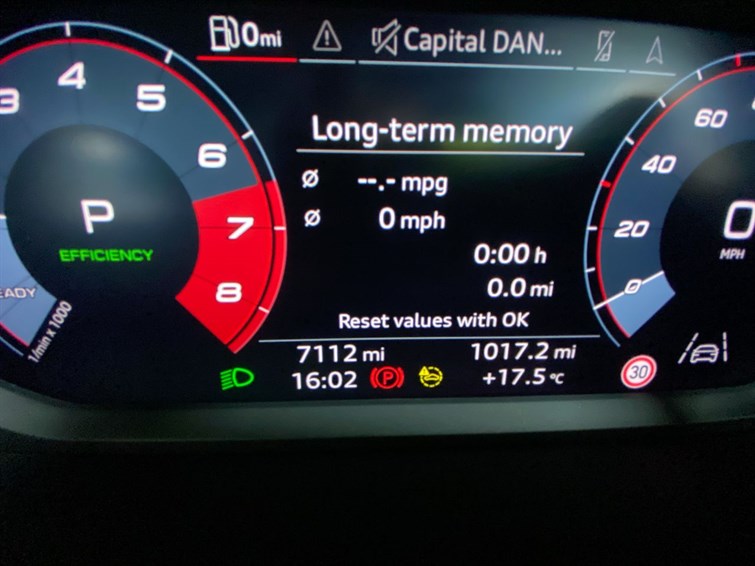 0mi
Capital DAN...
Long-term memory
Ø --.- mpg
Ø 0 mph
0:00 h
0.0 mi
Reset values with OK
7112 mi 1017.2 mi
16:02 (P) +17.5 °C
30
3 4 5 6 7 8
P
EFFICIENCY
EADY
1/min x 1000
60
40
20
0
0
MPH